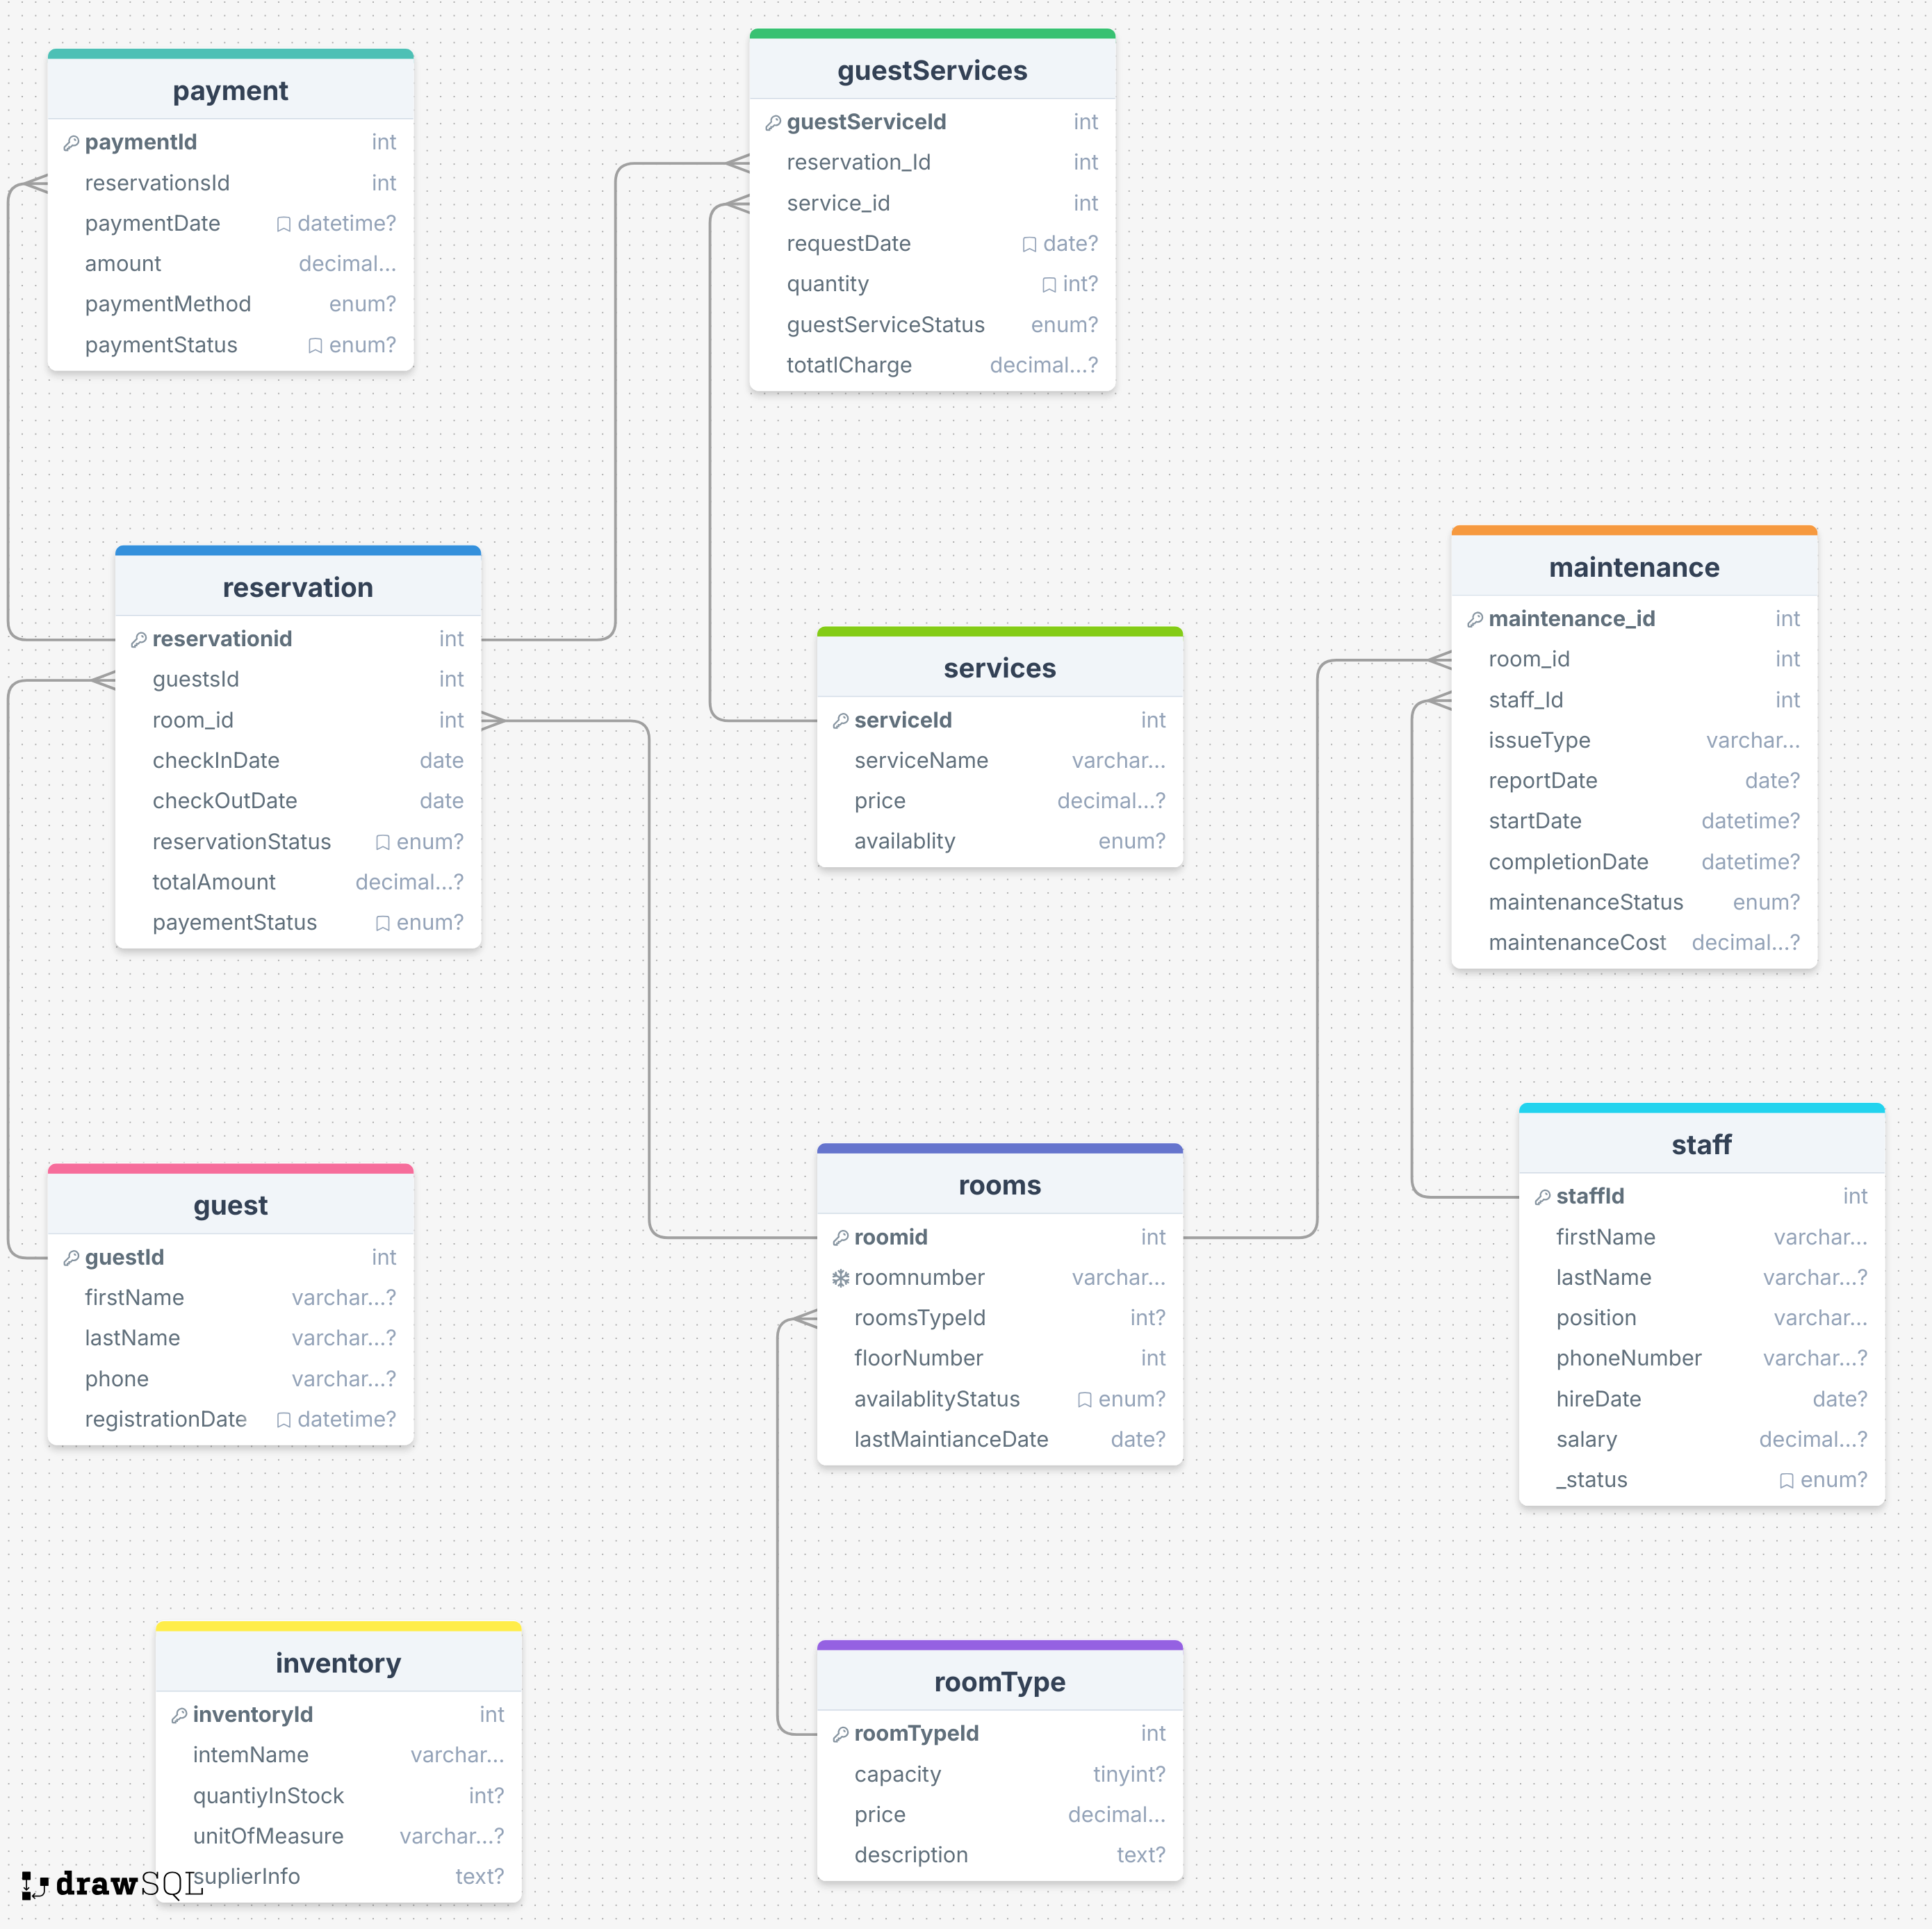 payment
paymentId int
reservationsId int
paymentDate datetime?
amount decimal...
paymentMethod enum?
paymentStatus enum?
guestServices
guestServiceId int
reservation_Id int
service_id int
requestDate date?
quantity int?
guestServiceStatus enum?
totatlCharge decimal...?
reservation
reservationid int
guestsId int
room_id int
checkInDate date
checkOutDate date
reservationStatus enum?
totalAmount decimal...?
payementStatus enum?
services
serviceId int
serviceName varchar...
price decimal...?
availablity enum?
maintenance
maintenance_id int
room_id int
staff_Id int
issueType varchar...
reportDate date?
startDate datetime?
completionDate datetime?
maintenanceStatus enum?
maintenanceCost decimal...?
guest
guestId int
firstName varchar...?
lastName varchar...?
phone varchar...?
registrationDate datetime?
rooms
roomid int
roomnumber varchar...
roomsTypeId int?
floorNumber int
availablityStatus enum?
lastMaintianceDate date?
staff
staffId int
firstName varchar...
lastName varchar...?
position varchar...
phoneNumber varchar...?
hireDate date?
salary decimal...?
_status enum?
inventory
inventoryId int
intemName varchar...
quantiyInStock int?
unitOfMeasure varchar...?
suplierInfo text?
roomType
roomTypeId int
capacity tinyint?
price decimal...
description text?
drawSQL